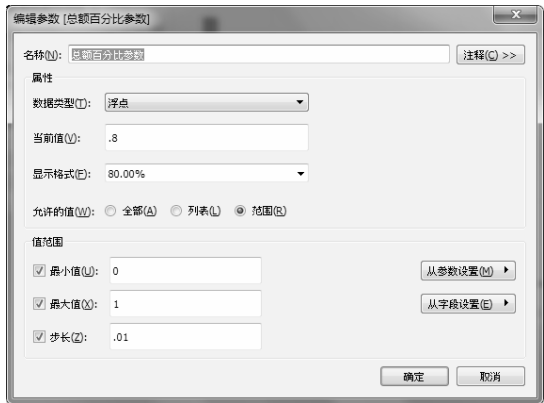 编辑参数 [总额百分比参数]
名称(N): 总额百分比参数 注释(C) >>
属性
数据类型(T): 浮点
当前值(V): .8
显示格式(F): 80.00%
允许的值(W): 全部(A) 列表(L) 范围(R)
值范围
最小值(U): 0 从参数设置(M)
最大值(X): 1 从字段设置(E)
步长(Z): .01
确定 取消